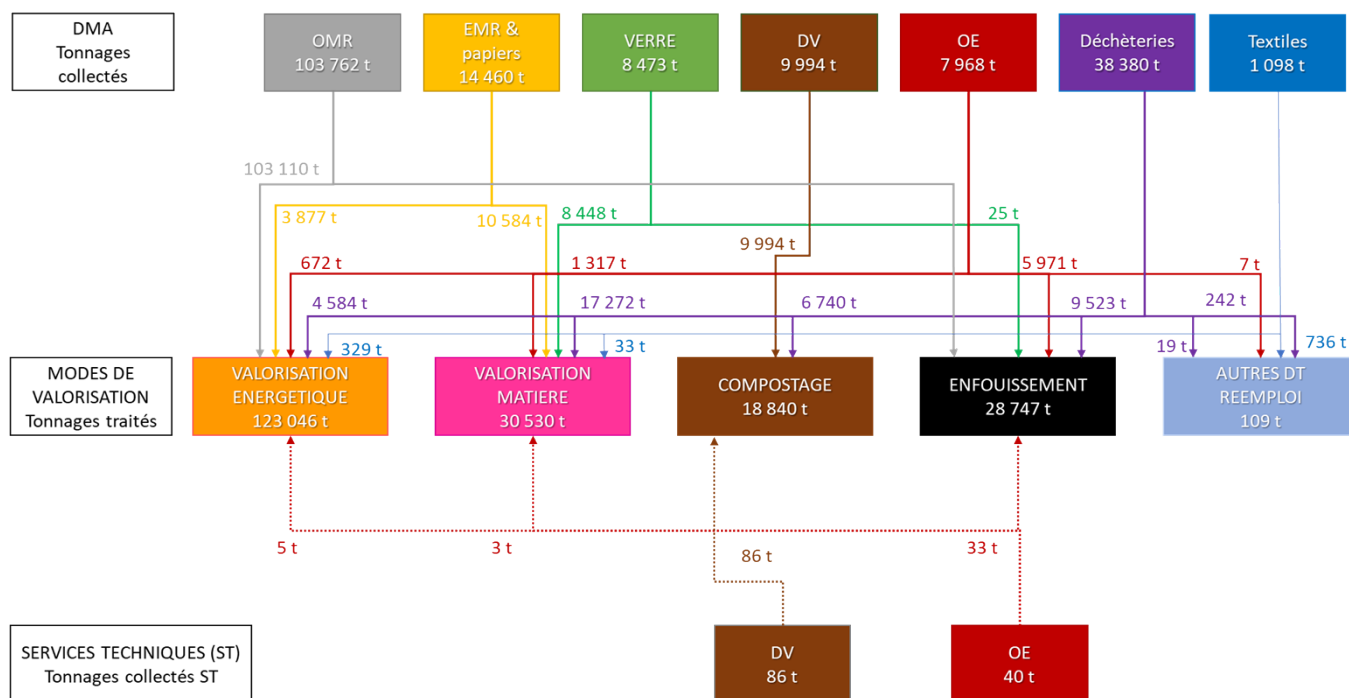 DMA
Tonnages
collectés
OMR
103 762 t
EMR &
papiers
14 460 t
VERRE
8 473 t
DV
9 994 t
OE
7 968 t
Déchèteries
38 380 t
Textiles
1 098 t
103 110 t
3 877 t
10 584 t
8 448 t
25 t
9 994 t
672 t
1 317 t
5 971 t
7 t
4 584 t
17 272 t
6 740 t
9 523 t
242 t
329 t
33 t
19 t
736 t
MODES DE
VALORISATION
Tonnages traités
VALORISATION
ENERGETIQUE
123 046 t
VALORISATION
MATIERE
30 530 t
COMPOSTAGE
18 840 t
ENFOUISSEMENT
28 747 t
AUTRES DT
REEMPLOI
109 t
5 t
3 t
86 t
33 t
SERVICES TECHNIQUES (ST)
Tonnages collectés ST
DV
86 t
OE
40 t